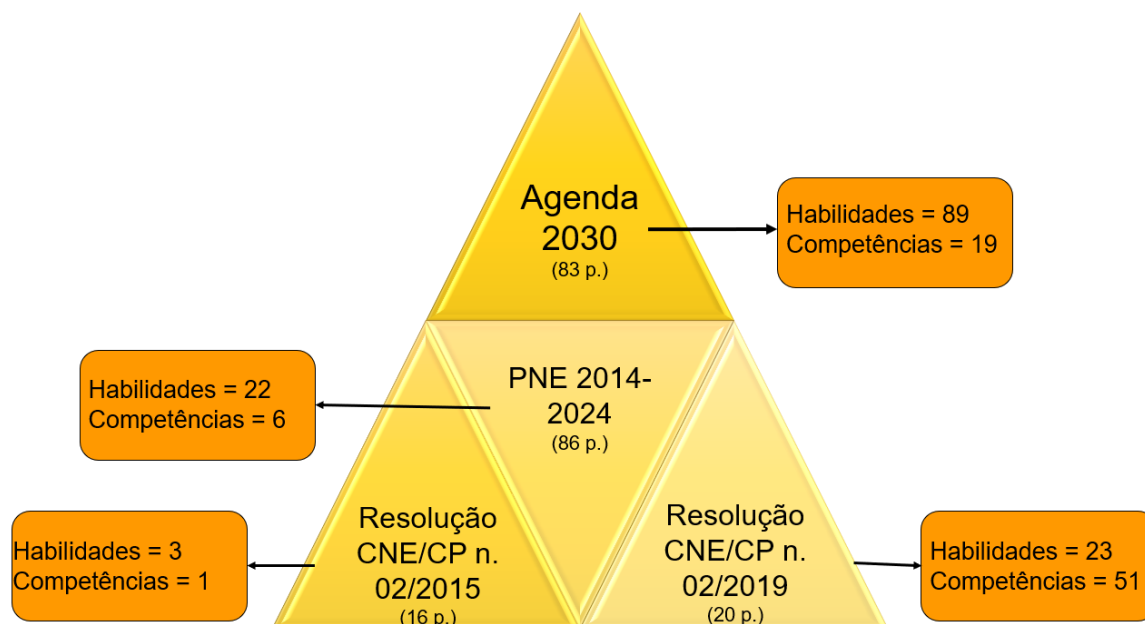 Agenda
2030
(83 p.)
Habilidades = 89
Competências = 19
PNE 2014-
2024
(86 p.)
Habilidades = 22
Competências = 6
Resolução
CNE/CP n.
02/2015
(16 p.)
Habilidades = 3
Competências = 1
Resolução
CNE/CP n.
02/2019
(20 p.)
Habilidades = 23
Competências = 51